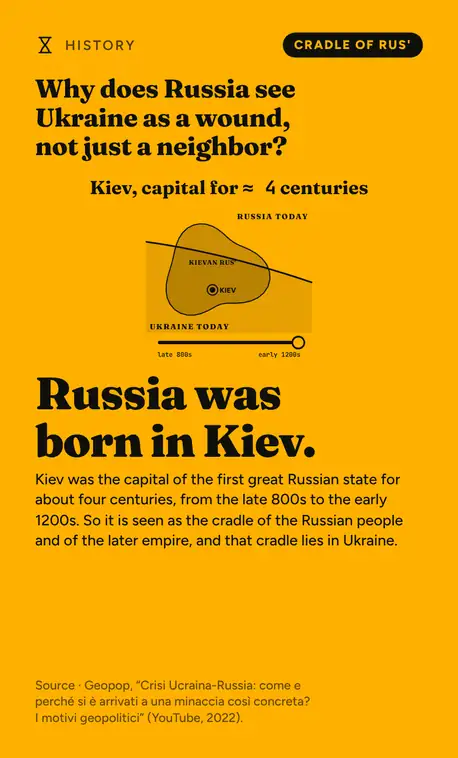 HISTORY
CRADLE OF RUS'
Why does Russia see
Ukraine as a wound,
not just a neighbor?
Kiev, capital for ≈ 4 centuries
RUSSIA TODAY
KIEVAN RUS'
KIEV
UKRAINE TODAY
late 800s
early 1200s
Russia was
born in Kiev.
Kiev was the capital of the first great Russian state for
about four centuries, from the late 800s to the early
1200s. So it is seen as the cradle of the Russian people
and of the later empire, and that cradle lies in Ukraine.
Source · Geopop, “Crisi Ucraina-Russia: come e
perché si è arrivati a una minaccia così concreta?
I motivi geopolitici” (YouTube, 2022).